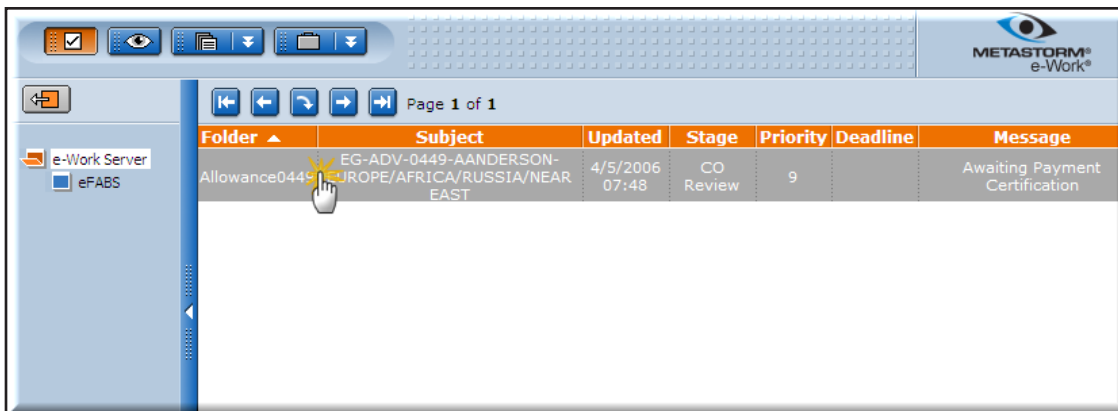 METASTORM®
e-Work®
Page 1 of 1
Folder Subject Updated Stage Priority Deadline Message
e-Work Server
eFABS
Allowance0449
EG-ADV-0449-AANDERSON-
EUROPE/AFRICA/RUSSIA/NEAR
EAST
4/5/2006
07:48
CO
Review
9
Awaiting Payment
Certification